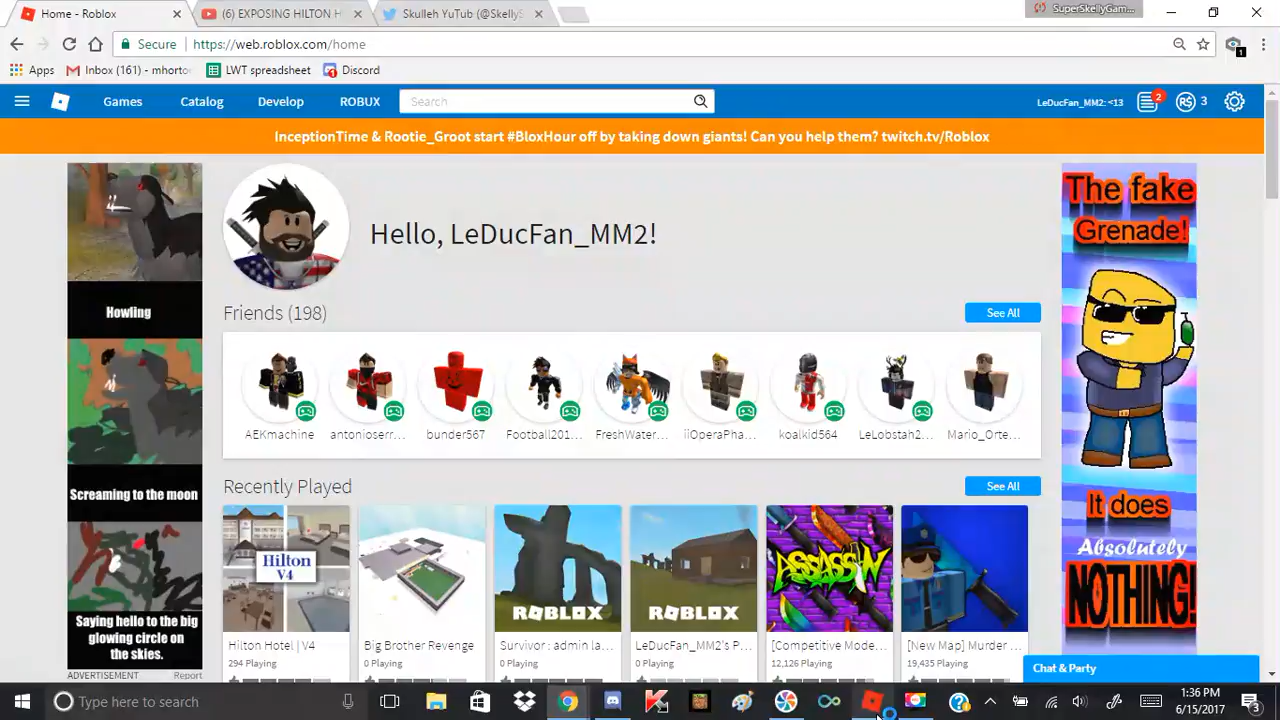 Home - Roblox
(6) EXPOSING HILTON H
Skulleh YuTub (@SkellyS
SuperSkellyGam...
Secure
https://web.roblox.com/home
1
Apps
Inbox (161) - mhorto
LWT spreadsheet
Discord
Games
Catalog
Develop
ROBUX
Search
LeDucFan_MM2: <13
2
R$
3
InceptionTime & Rootie_Groot start #BloxHour off by taking down giants! Can you help them? twitch.tv/Roblox
Hello, LeDucFan_MM2!
Friends (198)
See All
AEKmachine
antonioserr...
bunder567
Football201...
FreshWater...
iiOperaPha...
koalkid564
LeLobstah2...
Mario_Orte...
Recently Played
See All
Hilton
V4
ROBLOX
ROBLOX
ASSASSIN
Hilton Hotel | V4
Big Brother Revenge
Survivor : admin la...
LeDucFan_MM2's P...
[Competitive Mode...
[New Map] Murder ...
294 Playing
0 Playing
0 Playing
0 Playing
12,126 Playing
19,435 Playing
Howling
Screaming to the moon
Saying hello to the big
glowing circle on
the skies.
ADVERTISEMENT
Report
The fake
Grenade!
It does
Absolutely
NOTHING!
Chat & Party
Type here to search
1:36 PM
6/15/2017
3